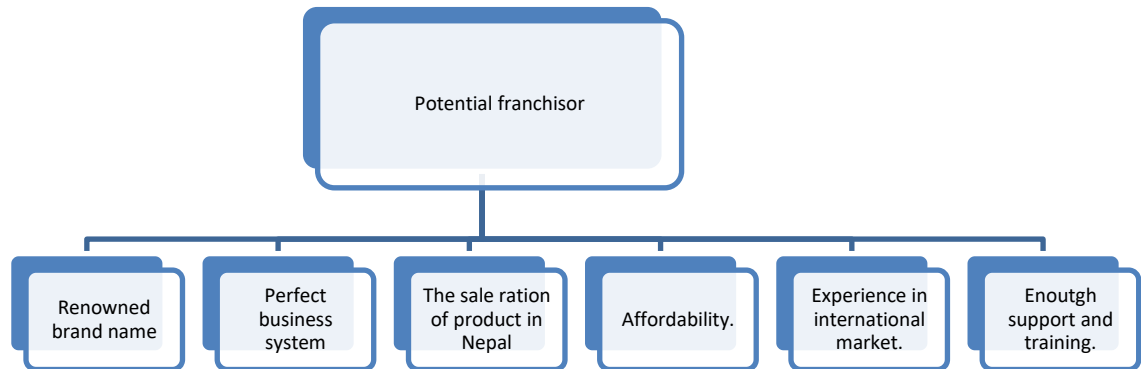 Potential franchisor
Renowned
brand name
Perfect
business
system
The sale ration
of product in
Nepal
Affordability.
Experience in
international
market.
Enoutgh
support and
training.